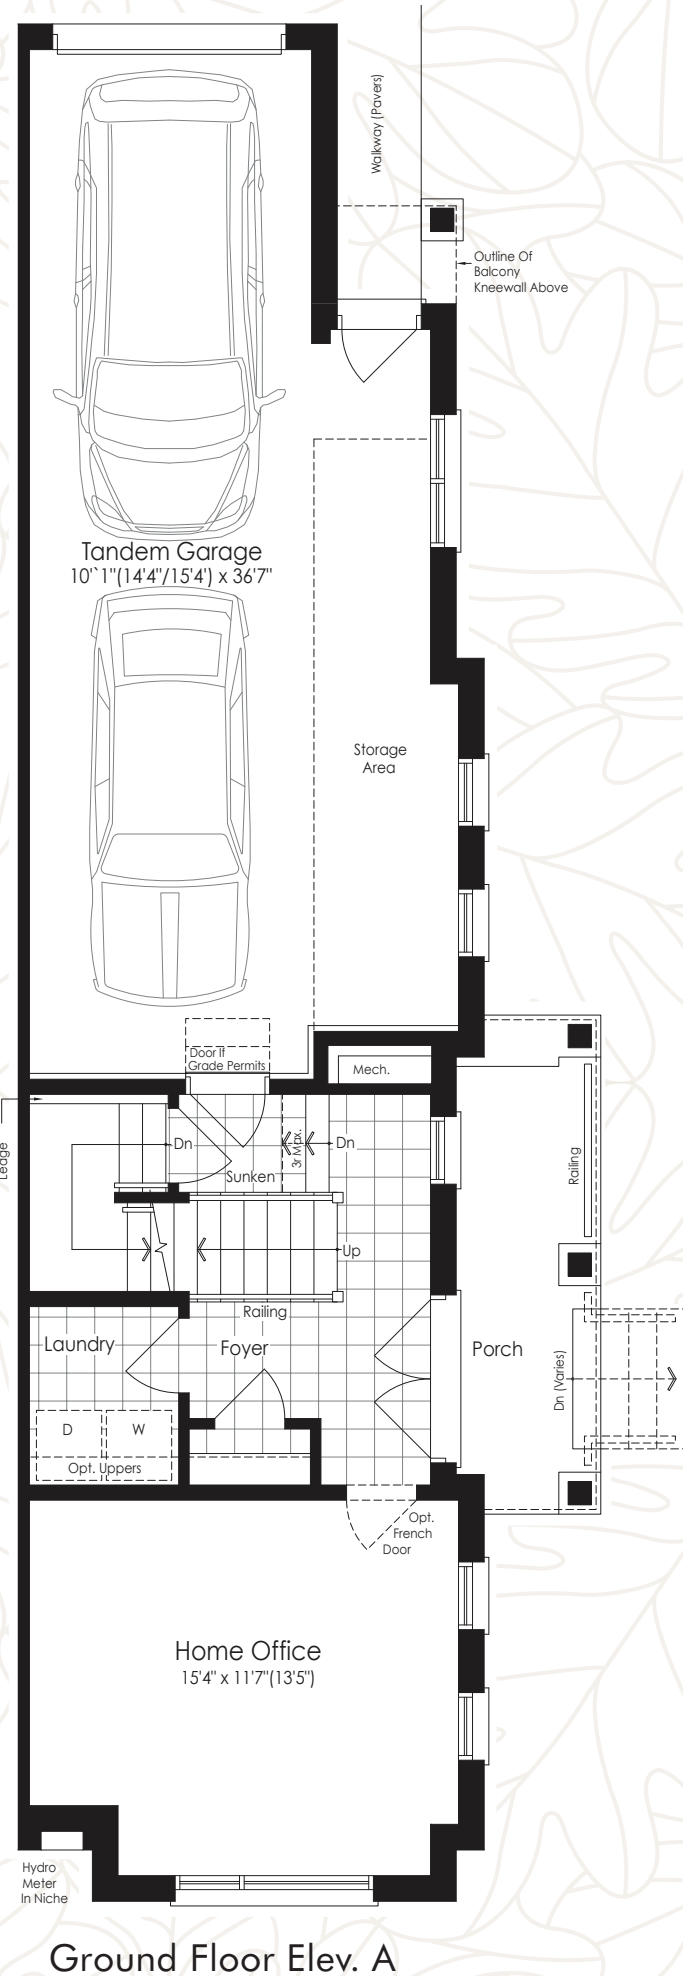 Walkway (Pavers)
Outline Of
Balcony
Kneewall Above
Tandem Garage
10'`1"(14'4"/15'4') x 36'7"
Storage
Area
Door If
Grade Permits
Mech.
Ledge
Dn
Sunken
3r Max.
Dn
Railing
Up
Railing
Laundry
Foyer
Porch
Dn (Varies)
D
W
Opt. Uppers
Opt.
French
Door
Home Office
15'4" x 11'7"(13'5")
Hydro
Meter
In Niche
Ground Floor Elev. A